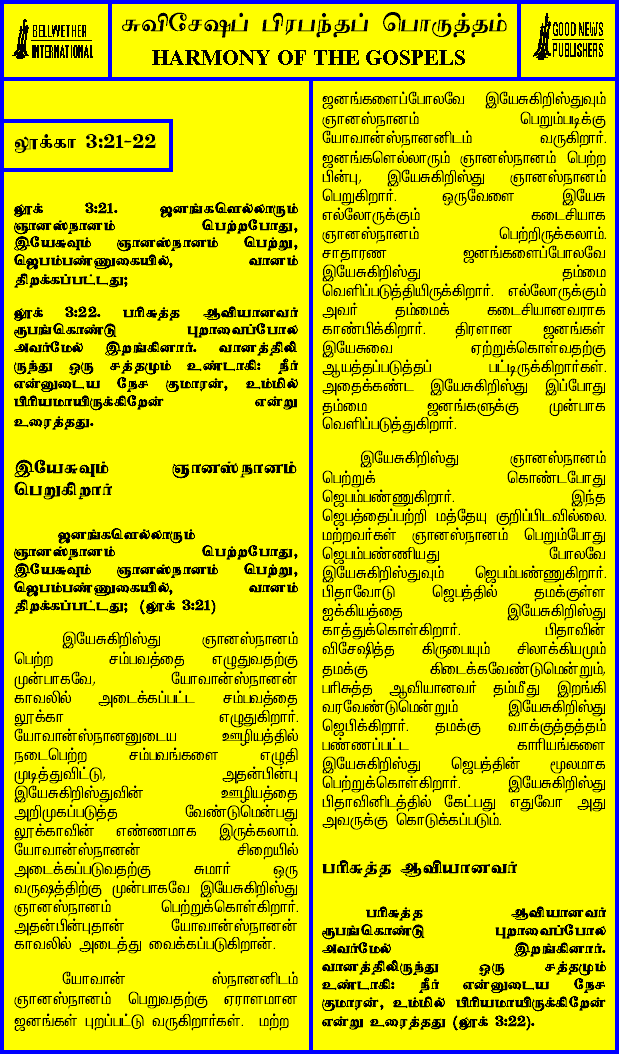 BELLWETHER
INTERNATIONAL
சுவிசேஷப் பிரபந்தப் பொருத்தம்
HARMONY OF THE GOSPELS
GOOD NEWS
PUBLISHERS
லூக்கா 3:21-22
லூக் 3:21. ஜனங்களெல்லாரும்
ஞானஸ்நானம் பெற்றபோது,
இயேசுவும் ஞானஸ்நானம் பெற்று,
ஜெபம்பண்ணுகையில், வானம்
திறக்கப்பட்டது;
லூக் 3:22. பரிசுத்த ஆவியானவர்
ரூபங்கொண்டு புறாவைப்போல
அவர்மேல் இறங்கினார். வானத்திலி
ருந்து ஒரு சத்தமும் உண்டாகி: நீர்
என்னுடைய நேச குமாரன், உம்மில்
பிரியமாயிருக்கிறேன் என்று
உரைத்தது.
இயேசுவும் ஞானஸ்நானம்
பெறுகிறார்
ஜனங்களெல்லாரும்
ஞானஸ்நானம் பெற்றபோது,
இயேசுவும் ஞானஸ்நானம் பெற்று,
ஜெபம்பண்ணுகையில், வானம்
திறக்கப்பட்டது; (லூக் 3:21)
இயேசுகிறிஸ்து ஞானஸ்நானம்
பெற்ற சம்பவத்தை எழுதுவதற்கு
முன்பாகவே, யோவான்ஸ்நானன்
காவலில் அடைக்கப்பட்ட சம்பவத்தை
லூக்கா எழுதுகிறார்.
யோவான்ஸ்நானனுடைய ஊழியத்தில்
நடைபெற்ற சம்பவங்களை எழுதி
முடித்துவிட்டு, அதன்பின்பு
இயேசுகிறிஸ்துவின் ஊழியத்தை
அறிமுகப்படுத்த வேண்டுமென்பது
லூக்காவின் எண்ணமாக இருக்கலாம்.
யோவான்ஸ்நானன் சிறையில்
அடைக்கப்படுவதற்கு சுமார் ஒரு
வருஷத்திற்கு முன்பாகவே இயேசுகிறிஸ்து
ஞானஸ்நானம் பெற்றுக்கொள்கிறார்.
அதன்பின்புதான் யோவான்ஸ்நானன்
காவலில் அடைத்து வைக்கப்படுகிறான்.
யோவான் ஸ்நானனிடம்
ஞானஸ்நானம் பெறுவதற்கு ஏராளமான
ஜனங்கள் புறப்பட்டு வருகிறார்கள். மற்ற
ஜனங்களைப்போலவே இயேசுகிறிஸ்துவும்
ஞானஸ்நானம் பெறும்படிக்கு
யோவான்ஸ்நானனிடம் வருகிறார்.
ஜனங்களெல்லாரும் ஞானஸ்நானம் பெற்ற
பின்பு, இயேசுகிறிஸ்து ஞானஸ்நானம்
பெறுகிறார். ஒருவேளை இயேசு
எல்லோருக்கும் கடைசியாக
ஞானஸ்நானம் பெற்றிருக்கலாம்.
சாதாரண ஜனங்களைப்போலவே
இயேசுகிறிஸ்து தம்மை
வெளிப்படுத்தியிருக்கிறார். எல்லோருக்கும்
அவர் தம்மைக் கடைசியானவராக
காண்பிக்கிறார். திரளான ஜனங்கள்
இயேசுவை ஏற்றுக்கொள்வதற்கு
ஆயத்தப்படுத்தப் பட்டிருக்கிறார்கள்.
அதைக்கண்ட இயேசுகிறிஸ்து இப்போது
தம்மை ஜனங்களுக்கு முன்பாக
வெளிப்படுத்துகிறார்.
இயேசுகிறிஸ்து ஞானஸ்நானம்
பெற்றுக் கொண்டபோது
ஜெபம்பண்ணுகிறார். இந்த
ஜெபத்தைப்பற்றி மத்தேயு குறிப்பிடவில்லை.
மற்றவர்கள் ஞானஸ்நானம் பெறும்போது
ஜெபம்பண்ணியது போலவே
இயேசுகிறிஸ்துவும் ஜெபம்பண்ணுகிறார்.
பிதாவோடு ஜெபத்தில் தமக்குள்ள
ஐக்கியத்தை இயேசுகிறிஸ்து
காத்துக்கொள்கிறார். பிதாவின்
விசேஷித்த கிருபையும் சிலாக்கியமும்
தமக்கு கிடைக்கவேண்டுமென்றும்,
பரிசுத்த ஆவியானவர் தம்மீது இறங்கி
வரவேண்டுமென்றும் இயேசுகிறிஸ்து
ஜெபிக்கிறார். தமக்கு வாக்குத்தத்தம்
பண்ணப்பட்ட காரியங்களை
இயேசுகிறிஸ்து ஜெபத்தின் மூலமாக
பெற்றுக்கொள்கிறார். இயேசுகிறிஸ்து
பிதாவினிடத்தில் கேட்பது எதுவோ அது
அவருக்கு கொடுக்கப்படும்.
பரிசுத்த ஆவியானவர்
பரிசுத்த ஆவியானவர்
ரூபங்கொண்டு புறாவைப்போல
அவர்மேல் இறங்கினார்.
வானத்திலிருந்து ஒரு சத்தமும்
உண்டாகி: நீர் என்னுடைய நேச
குமாரன், உம்மில் பிரியமாயிருக்கிறேன்
என்று உரைத்தது (லூக் 3:22).